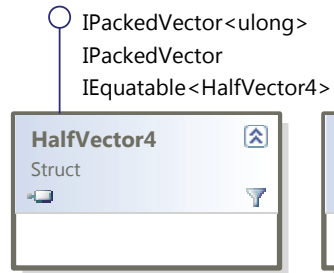 IPackedVector<ulong>
IPackedVector
IEquatable<HalfVector4>
HalfVector4
Struct